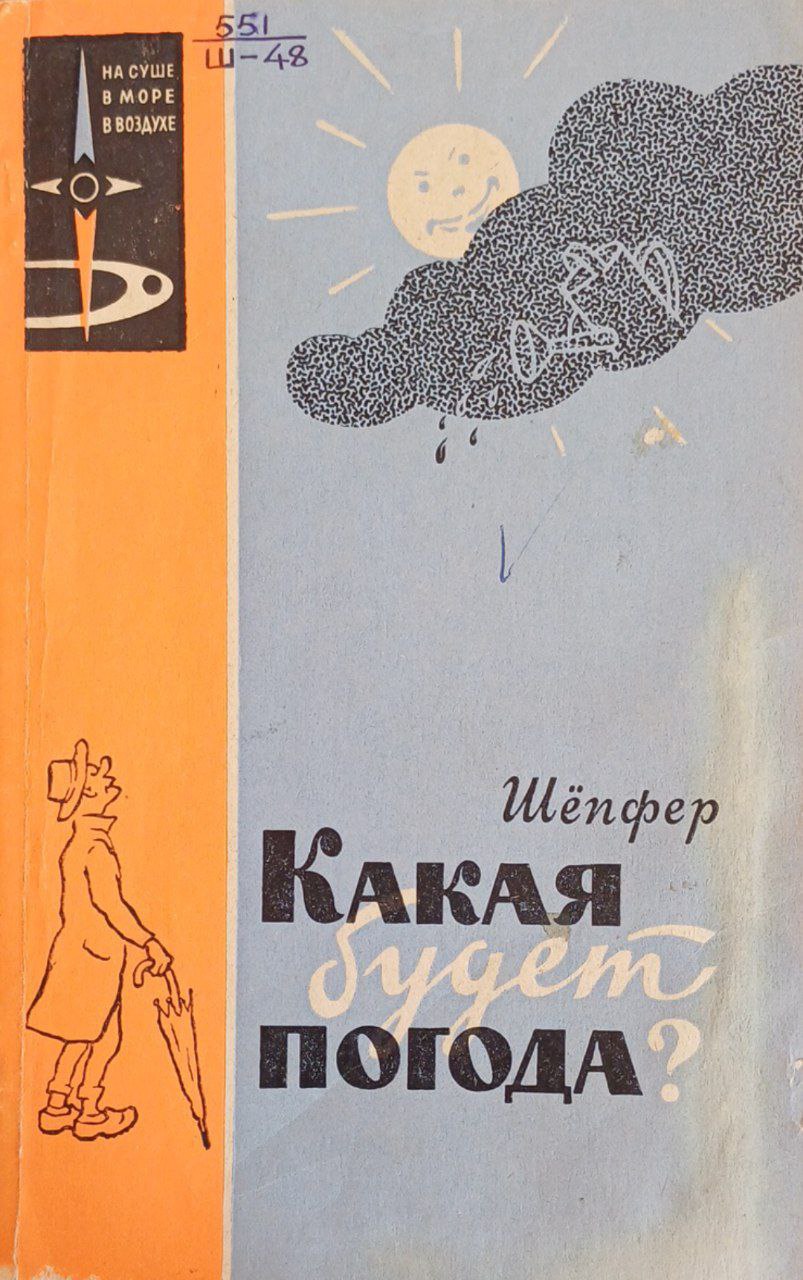 551
Ш-48
НА СУШЕ
В МОРЕ
В ВОЗДУХЕ
Шёпфер
КАКАЯ
будет
ПОГОДА?